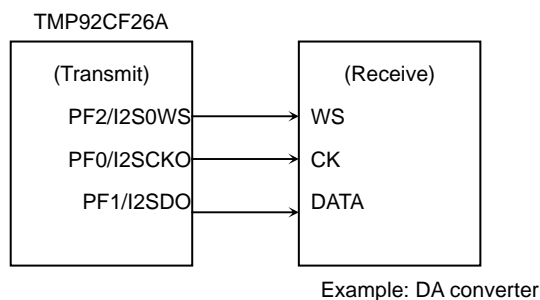 TMP92CF26A
(Transmit) (Receive)
PF2/I2S0WS WS
PF0/I2SCKO CK
PF1/I2SDO DATA
Example: DA converter